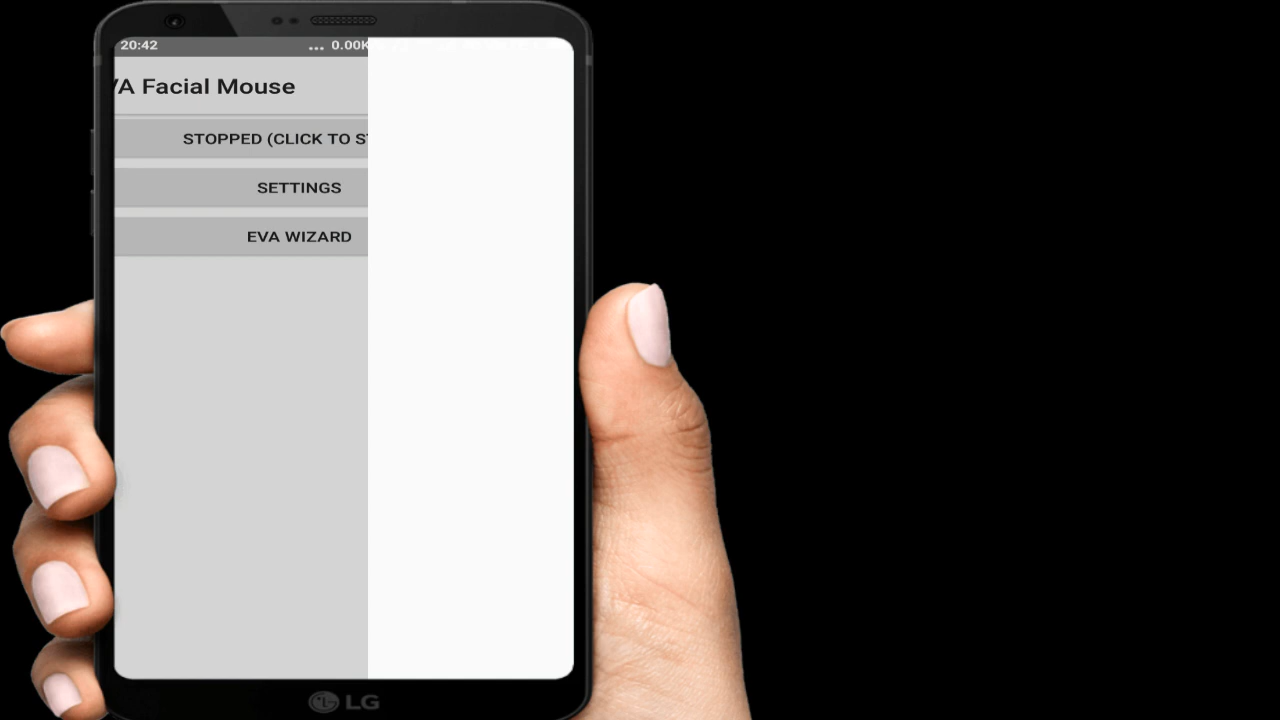 20:42 ... 0.00K
VA Facial Mouse
STOPPED (CLICK TO ST
SETTINGS
EVA WIZARD
LG